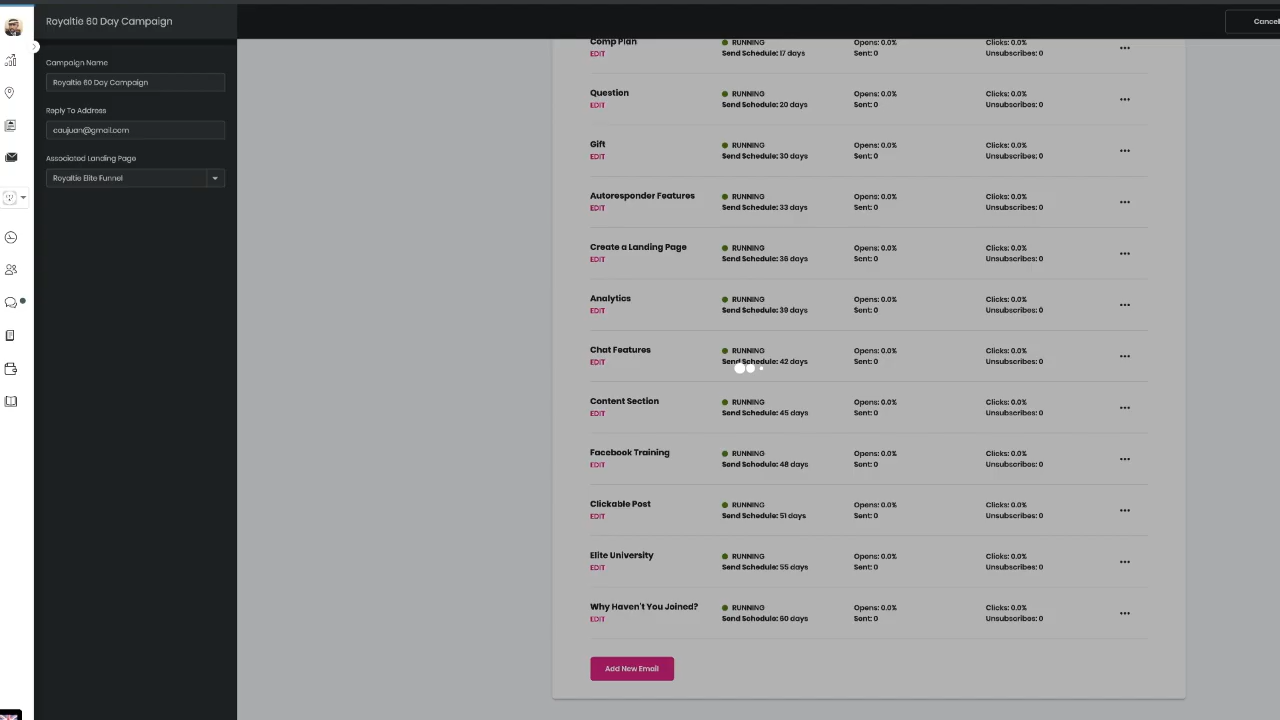 Royaltie 60 Day Campaign
Cancel
Campaign Name
Royaltie 60 Day Campaign
Reply To Address
caujuan@gmail.com
Associated Landing Page
Royaltie Elite Funnel
Comp Plan
EDIT
RUNNING
Send Schedule: 17 days
Opens: 0.0%
Sent: 0
Clicks: 0.0%
Unsubscribes: 0
Question
EDIT
RUNNING
Send Schedule: 20 days
Opens: 0.0%
Sent: 0
Clicks: 0.0%
Unsubscribes: 0
Gift
EDIT
RUNNING
Send Schedule: 30 days
Opens: 0.0%
Sent: 0
Clicks: 0.0%
Unsubscribes: 0
Autoresponder Features
EDIT
RUNNING
Send Schedule: 33 days
Opens: 0.0%
Sent: 0
Clicks: 0.0%
Unsubscribes: 0
Create a Landing Page
EDIT
RUNNING
Send Schedule: 36 days
Opens: 0.0%
Sent: 0
Clicks: 0.0%
Unsubscribes: 0
Analytics
EDIT
RUNNING
Send Schedule: 39 days
Opens: 0.0%
Sent: 0
Clicks: 0.0%
Unsubscribes: 0
Chat Features
EDIT
RUNNING
Send Schedule: 42 days
Opens: 0.0%
Sent: 0
Clicks: 0.0%
Unsubscribes: 0
Content Section
EDIT
RUNNING
Send Schedule: 45 days
Opens: 0.0%
Sent: 0
Clicks: 0.0%
Unsubscribes: 0
Facebook Training
EDIT
RUNNING
Send Schedule: 48 days
Opens: 0.0%
Sent: 0
Clicks: 0.0%
Unsubscribes: 0
Clickable Post
EDIT
RUNNING
Send Schedule: 51 days
Opens: 0.0%
Sent: 0
Clicks: 0.0%
Unsubscribes: 0
Elite University
EDIT
RUNNING
Send Schedule: 55 days
Opens: 0.0%
Sent: 0
Clicks: 0.0%
Unsubscribes: 0
Why Haven't You Joined?
EDIT
RUNNING
Send Schedule: 60 days
Opens: 0.0%
Sent: 0
Clicks: 0.0%
Unsubscribes: 0
Add New Email